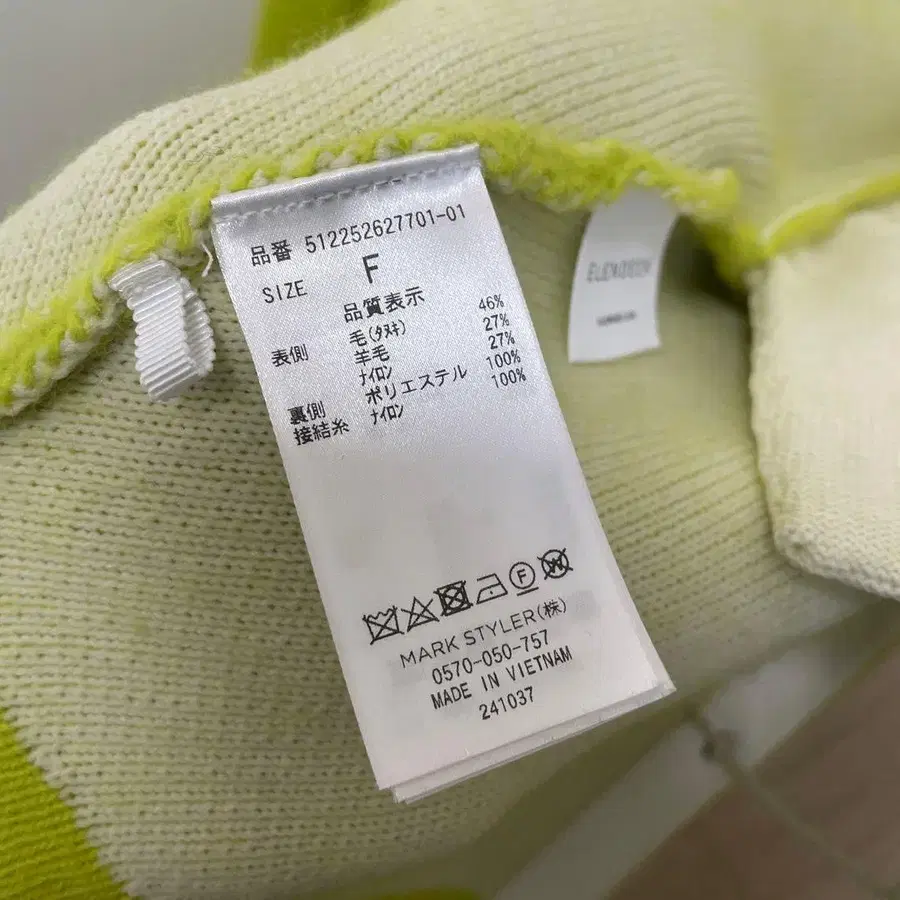 品番 512252627701-01
SIZE F
品質表示
表側 毛(タヌキ) 46%
羊毛 27%
ナイロン 27%
裏側 ポリエステル 100%
接結糸 ナイロン 100%
F
W
MARK STYLER(株)
0570-050-757
MADE IN VIETNAM
241037